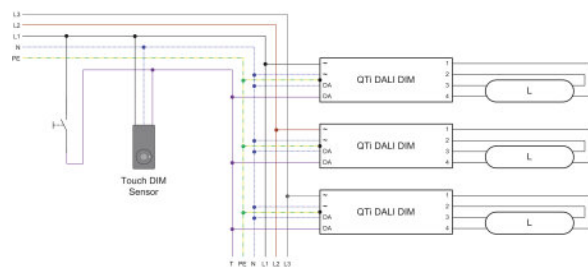 L3
L2
L1
N
PE
~ QTi DALI DIM 1
~ 2
DA 3 L
DA 4
~ QTi DALI DIM 1
~ 2
DA 3 L
DA 4
~ QTi DALI DIM 1
~ 2
DA 3 L
DA 4
Touch DIM
Sensor
T PE N L1 L2 L3